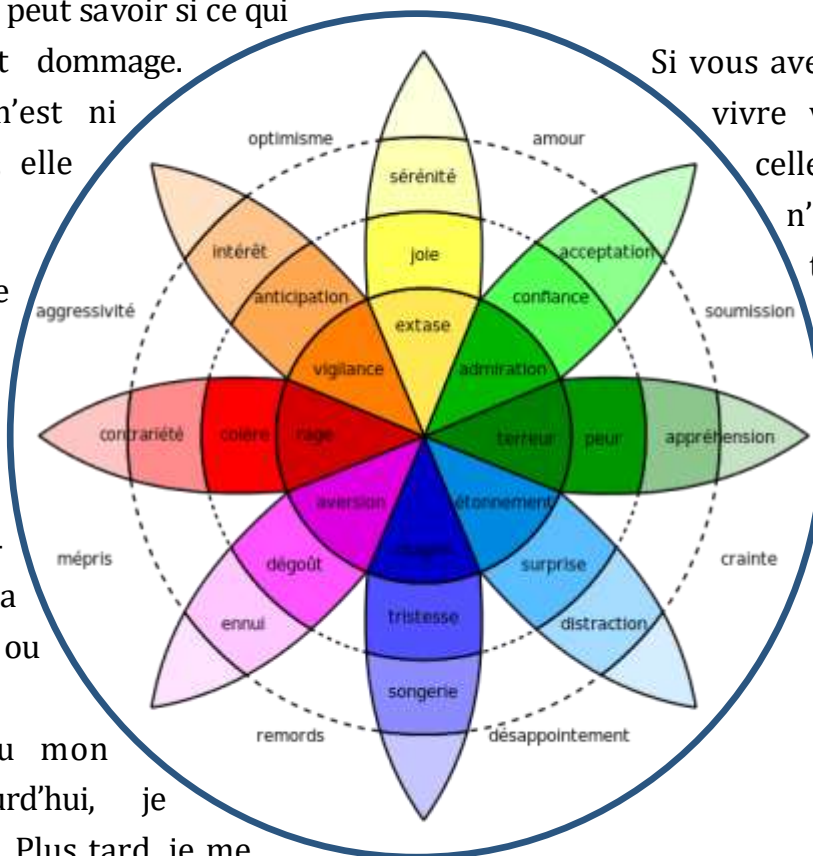 peut savoir si ce qui
t dommage.
Si vous ave
n'est ni
vivre v
optimisme
amour
elle
celle
sérénité
n'
intérêt
joie
acceptation
t
e
anticipation
confiance
aggressivité
soumission
extase
vigilance
admiration
contrariété
colère
rage
terreur
peur
appréhension
aversion
étonnement
mépris
dégoût
surprise
crainte
a
tristesse
ennui
distraction
ou
songerie
remords
désappointement
u mon
urd'hui, je
Plus tard, je me